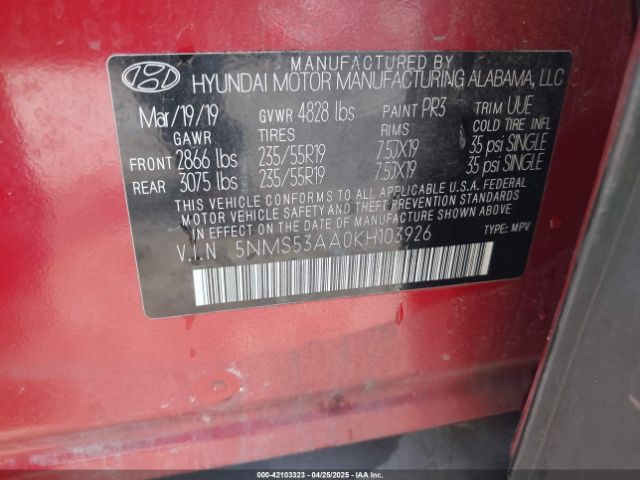 MANUFACTURED BY
HYUNDAI MOTOR MANUFACTURING ALABAMA, LLC
Mar/19/19 GVWR 4828 lbs PAINT PR3 TRIM UUE
GAWR TIRES RIMS COLD TIRE INFL
FRONT 2866 lbs 235/55R19 7.5JX19 35 psi SINGLE
REAR 3075 lbs 235/55R19 7.5JX19 35 psi SINGLE
THIS VEHICLE CONFORMS TO ALL APPLICABLE U.S.A. FEDERAL
MOTOR VEHICLE SAFETY AND THEFT PREVENTION STANDARDS
IN EFFECT ON THE DATE OF MANUFACTURE SHOWN ABOVE.
V.I.N 5NMS53AA0KH103926 TYPE: MPV
000-42103323 - 04/25/2025 - IAAI.COM